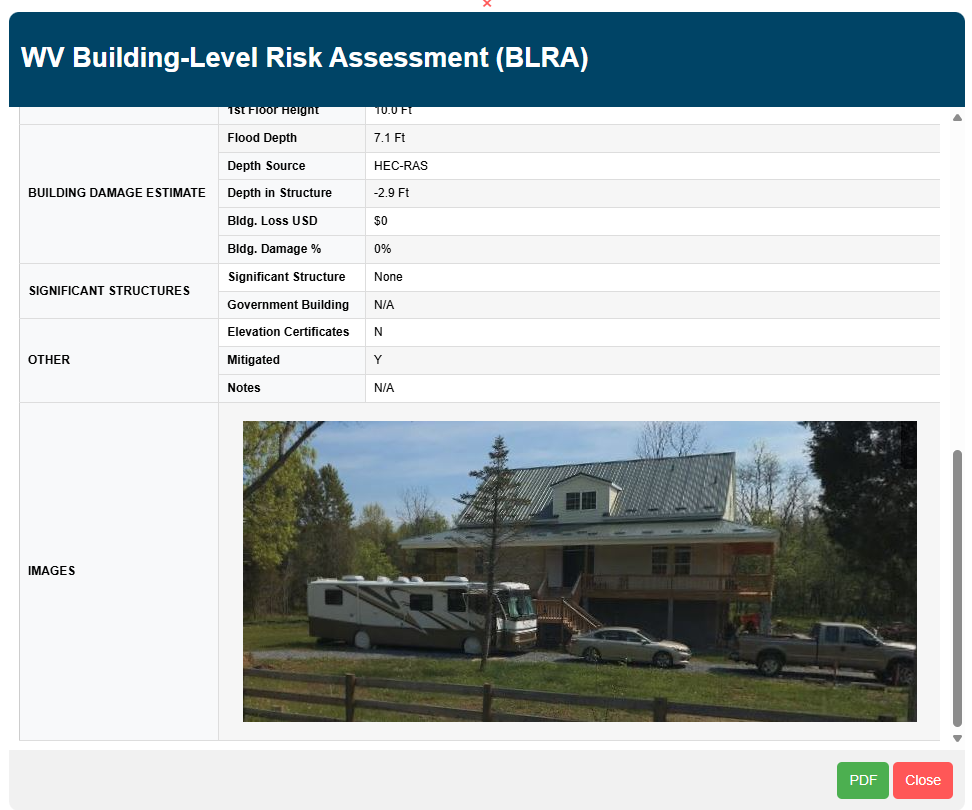 WV Building-Level Risk Assessment (BLRA)
1st Floor Height 10.0 Ft
BUILDING DAMAGE ESTIMATE
Flood Depth 7.1 Ft
Depth Source HEC-RAS
Depth in Structure -2.9 Ft
Bldg. Loss USD $0
Bldg. Damage % 0%
SIGNIFICANT STRUCTURES
Significant Structure None
Government Building N/A
OTHER
Elevation Certificates N
Mitigated Y
Notes N/A
IMAGES
PDF Close